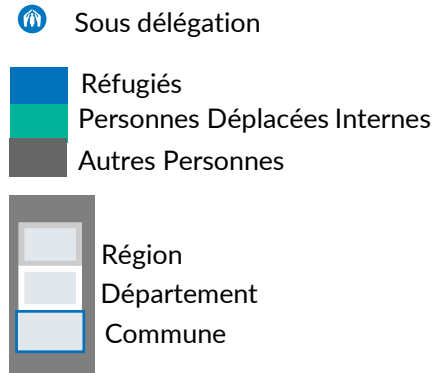 Sous délégation
Réfugiés
Personnes Déplacées Internes
Autres Personnes
Région
Département
Commune